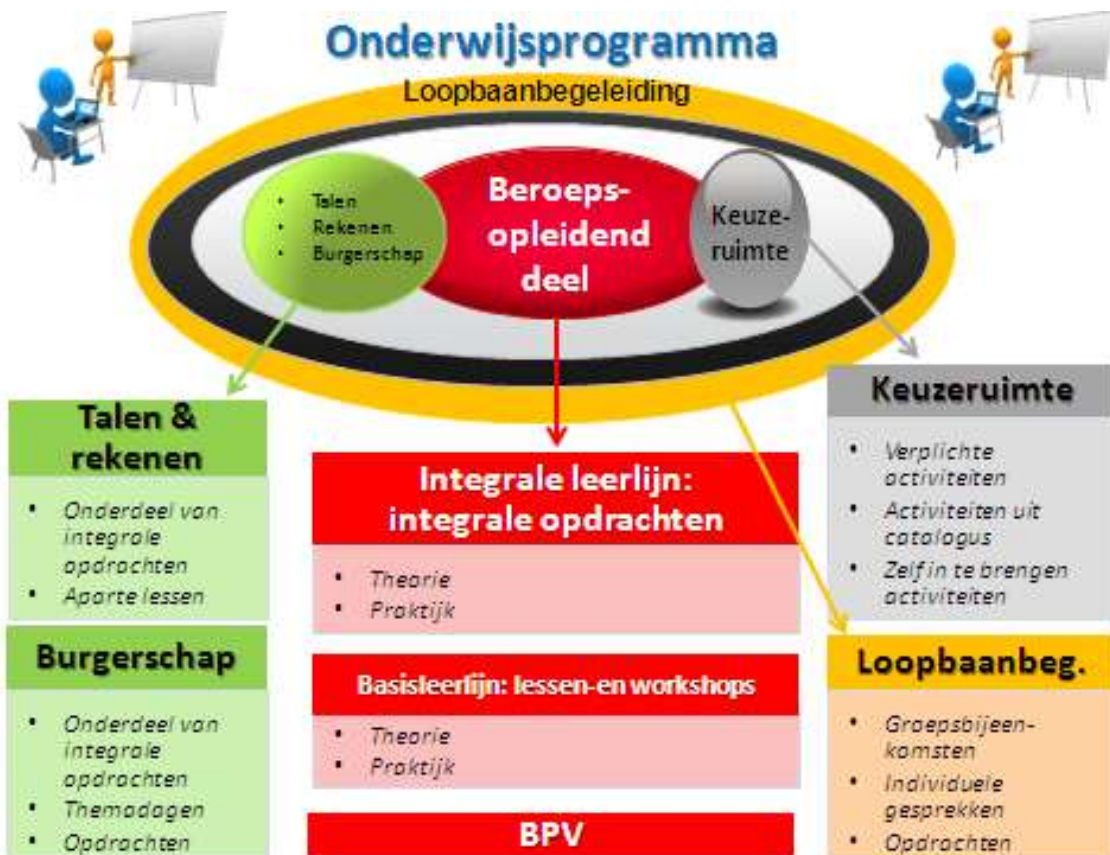 Onderwijsprogramma
Loopbaanbegeleiding
• Talen
• Rekenen
• Burgerschap
Beroeps-
opleidend
deel
Keuze-
ruimte
Talen &
rekenen
• Onderdeel van
integrale
opdrachten
• Aparte lessen
Burgerschap
• Onderdeel van
integrale
opdrachten
• Themadagen
• Opdrachten
Integrale leerlijn:
integrale opdrachten
• Theorie
• Praktijk
Basisleerlijn: lessen-en workshops
• Theorie
• Praktijk
BPV
Keuzeruimte
• Verplichte
activiteiten
• Activiteiten uit
catalogus
• Zelf in te brengen
activiteiten
Loopbaanbeg.
• Groepsbijeen-
komsten
• Individuele
gesprekken
• Opdrachten